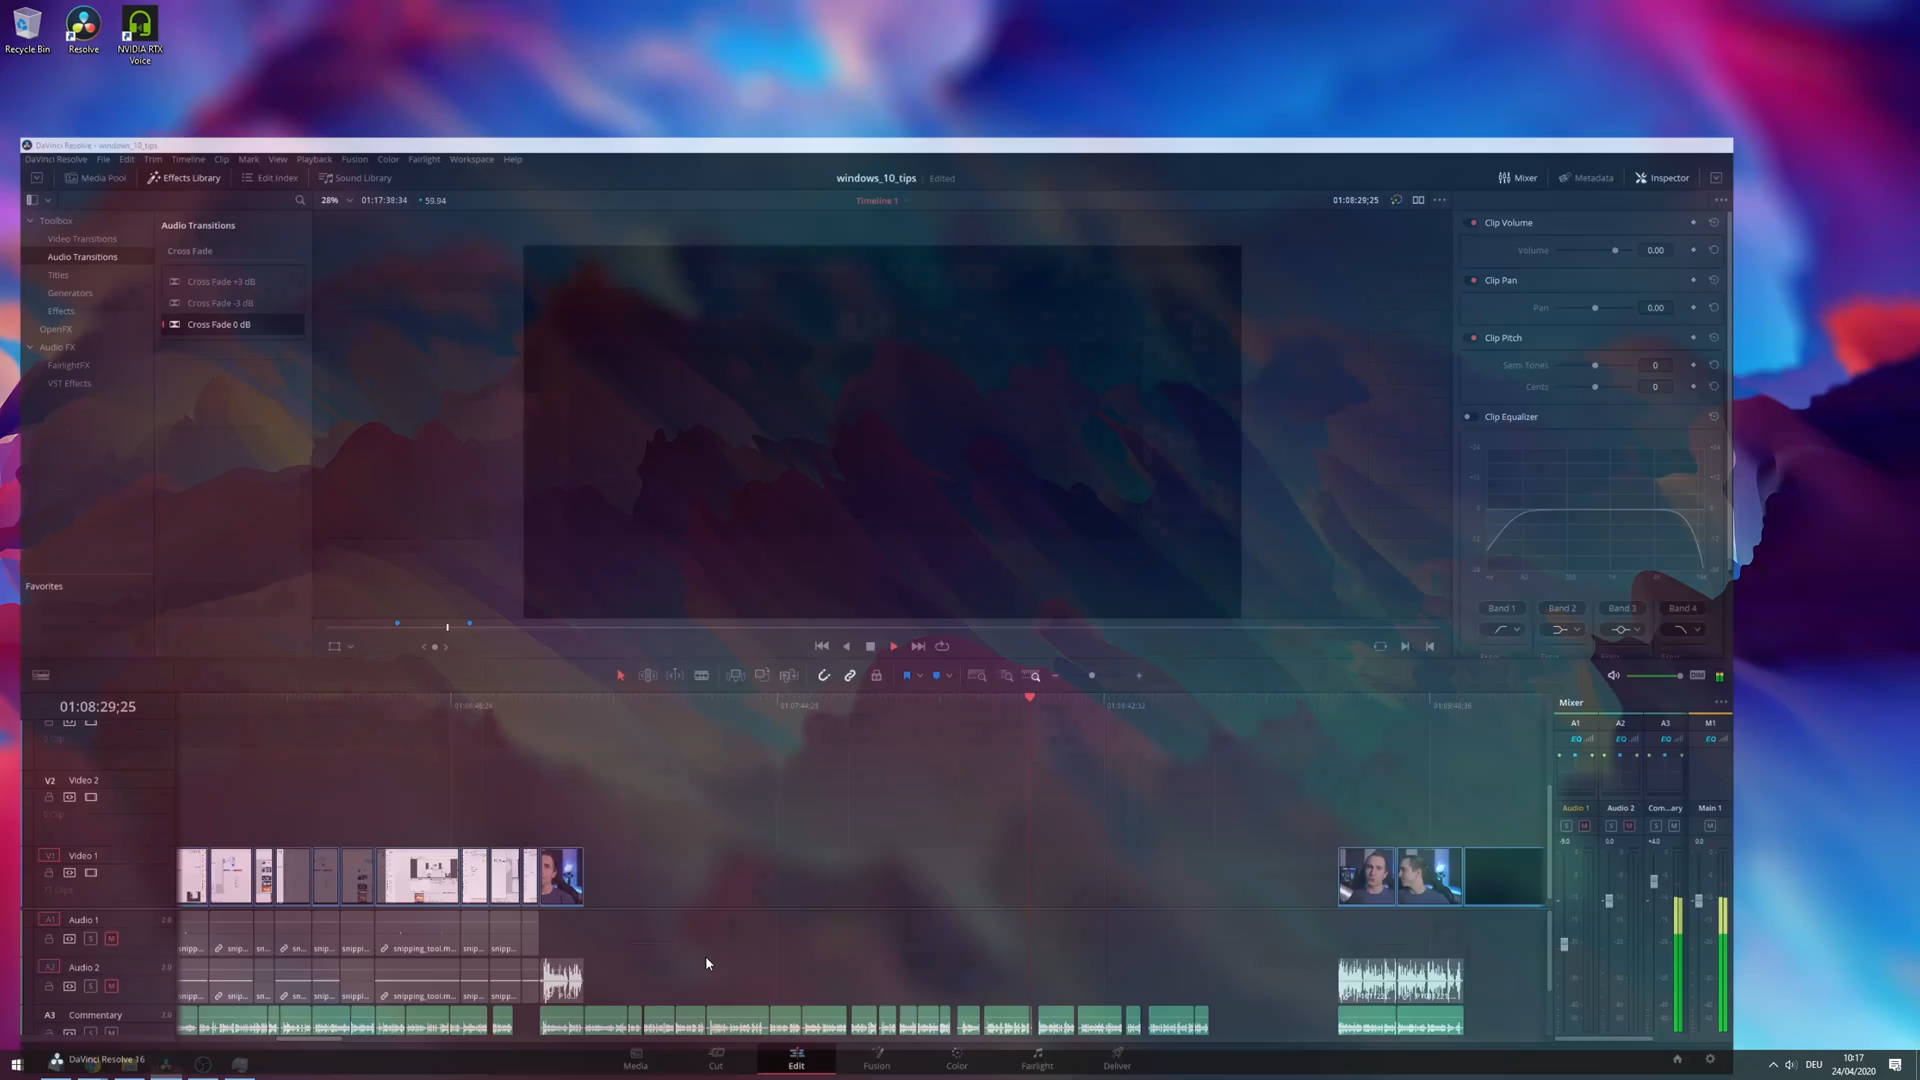 Recycle Bin
Resolve
NVIDIA RTX
Voice
DaVinci Resolve - windows_10_tips
DaVinci Resolve File Edit Trim Timeline Clip Mark View Playback Fusion Color Fairlight Workspace Help
Media Pool Effects Library Edit Index Sound Library
windows_10_tips Edited
Mixer Metadata Inspector
28% 01:17:38:34 59.94
Timeline 1
01:08:29;25
Toolbox
Video Transitions
Audio Transitions
Titles
Generators
Effects
OpenFX
Audio FX
FairlightFX
VST Effects
Favorites
Audio Transitions
Cross Fade
Cross Fade +3 dB
Cross Fade -3 dB
Cross Fade 0 dB
Clip Volume
Volume 0.00
Clip Pan
Pan 0.00
Clip Pitch
Semi Tones 0
Cents 0
Clip Equalizer
Band 1 Band 2 Band 3 Band 4
DIM
01:08:29;25
V2 Video 2
V1 Video 1
A1 Audio 1 2.0
S M
snipp... snip... sn... sn... snip... snippi... snipping_tool.m... snip... snipp...
A2 Audio 2 2.0
S M
snipp... snip... sn... sn... snip... snippi... snipping_tool.m... snip... snipp...
A3 Commentary 2.0
Mixer
A1 A2 A3 M1
EQ EQ EQ EQ
Audio 1 Audio 2 Com...ary Main 1
S M S M S M M
-9.0 0.0 +4.0 0.0
DaVinci Resolve 16
Media Cut Edit Fusion Color Fairlight Deliver
DEU
10:17
24/04/2020